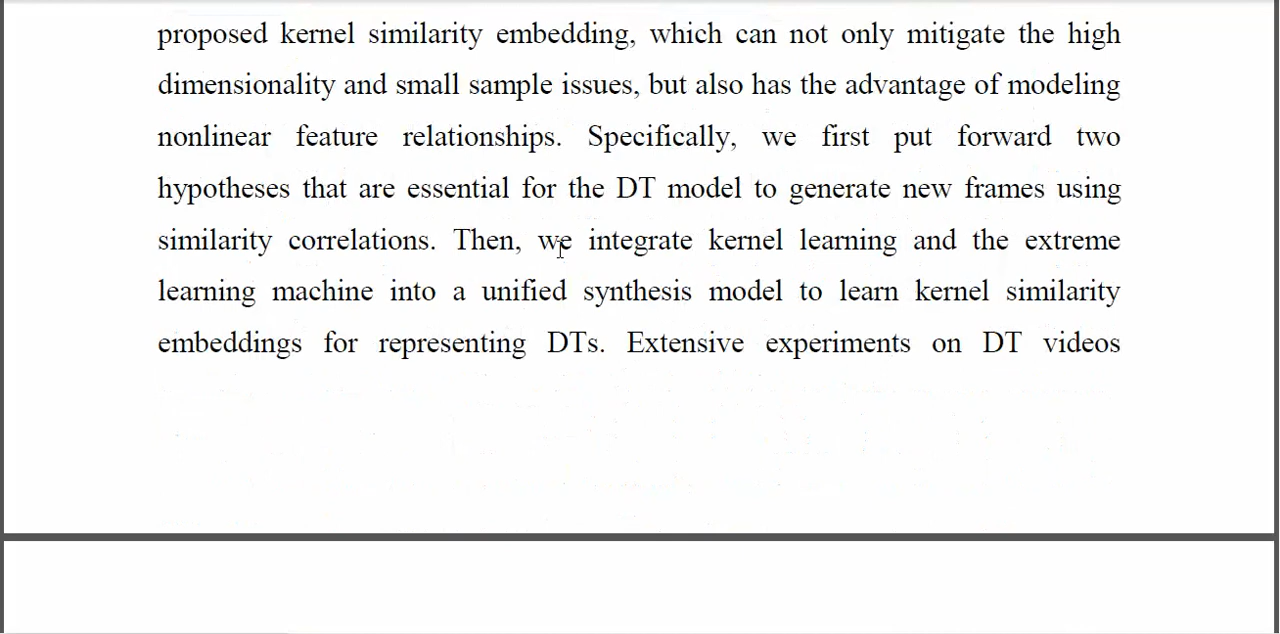 proposed kernel similarity embedding, which can not only mitigate the high
dimensionality and small sample issues, but also has the advantage of modeling
nonlinear feature relationships. Specifically, we first put forward two
hypotheses that are essential for the DT model to generate new frames using
similarity correlations. Then, we integrate kernel learning and the extreme
learning machine into a unified synthesis model to learn kernel similarity
embeddings for representing DTs. Extensive experiments on DT videos